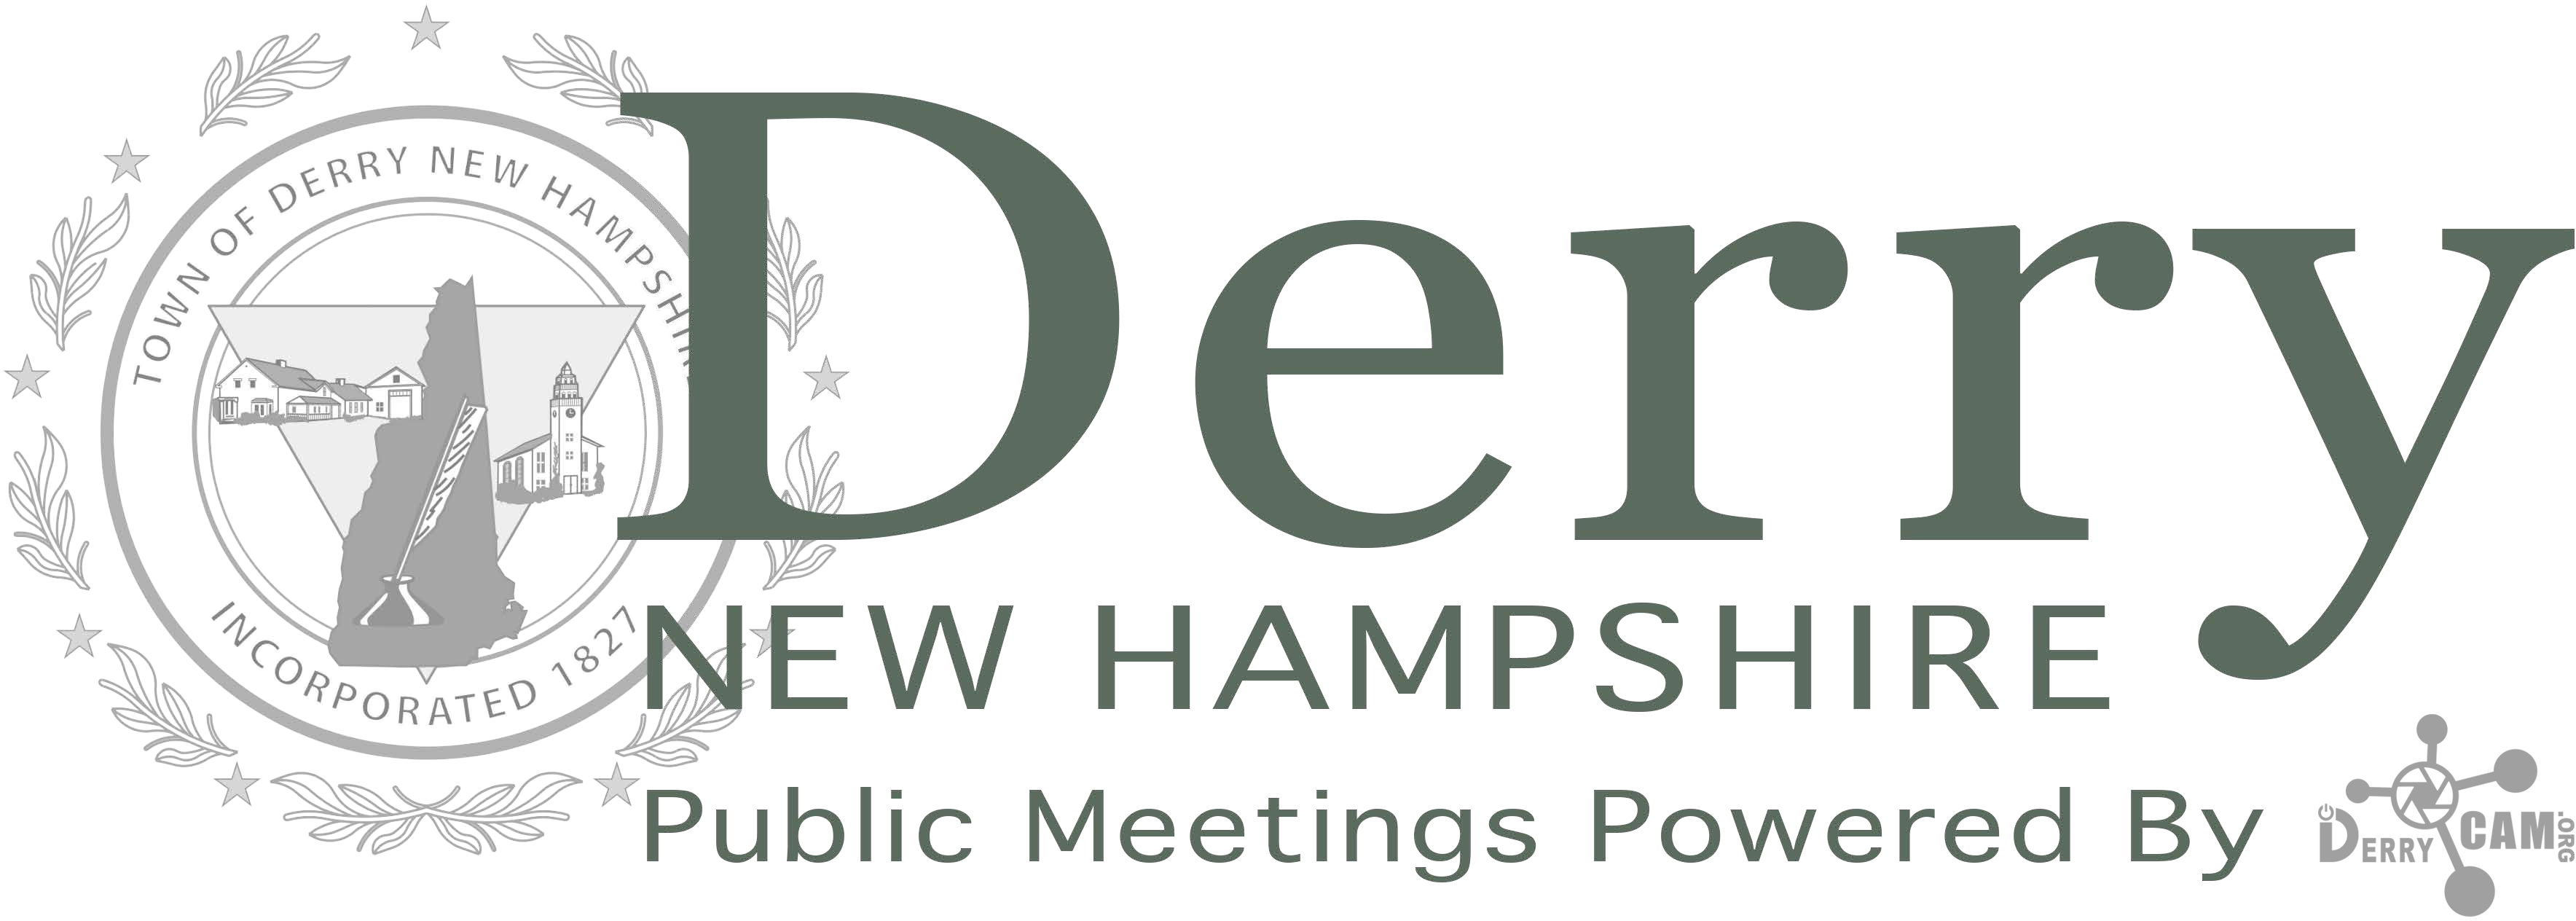 TOWN OF DERRY NEW HAMPSHIRE
INCORPORATED 1827
Derry
NEW HAMPSHIRE
Public Meetings Powered By
DERRY CAM .ORG